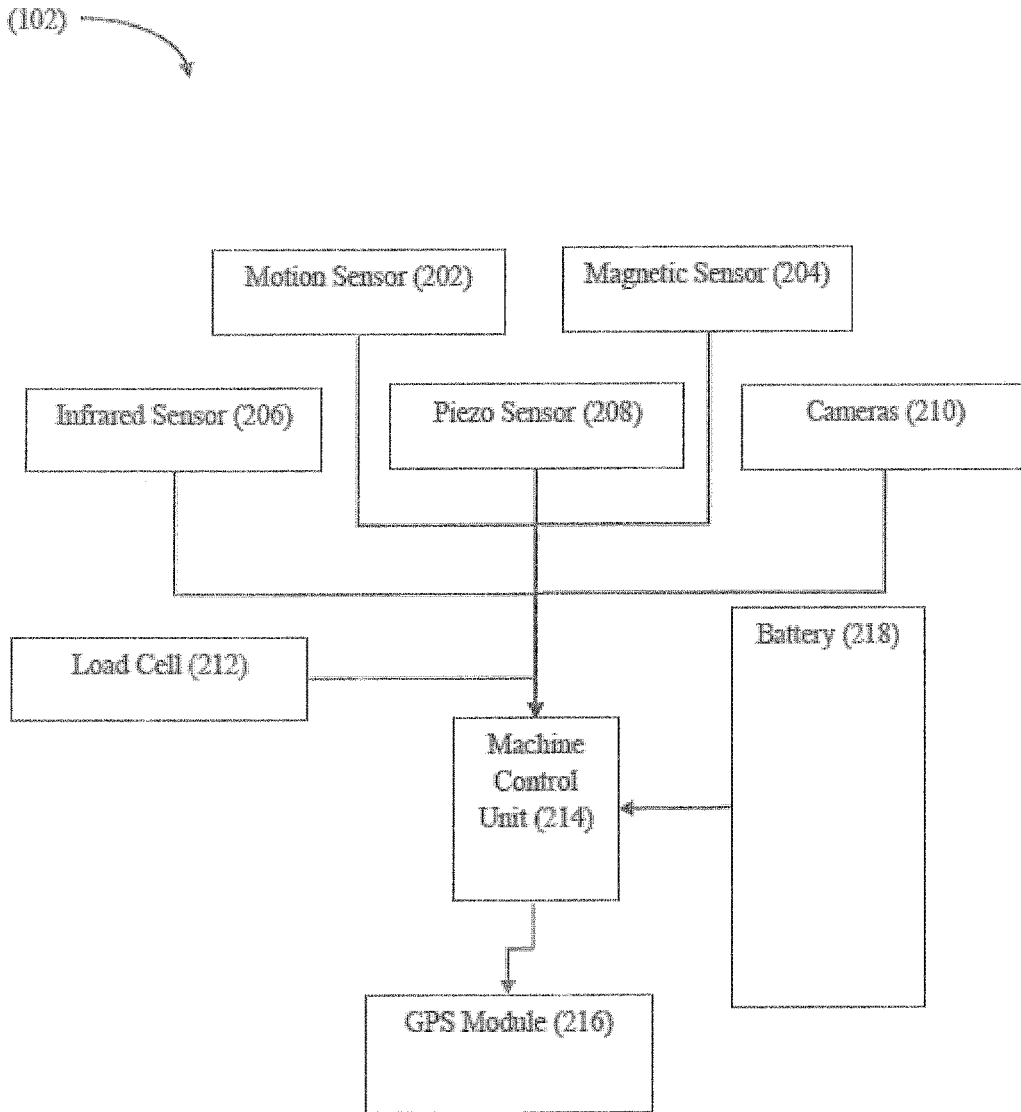 (102)
Motion Sensor (202)
Magnetic Sensor (204)
Infrared Sensor (206)
Piezo Sensor (208)
Cameras (210)
Load Cell (212)
Battery (218)
Machine
Control
Unit (214)
GPS Module (216)